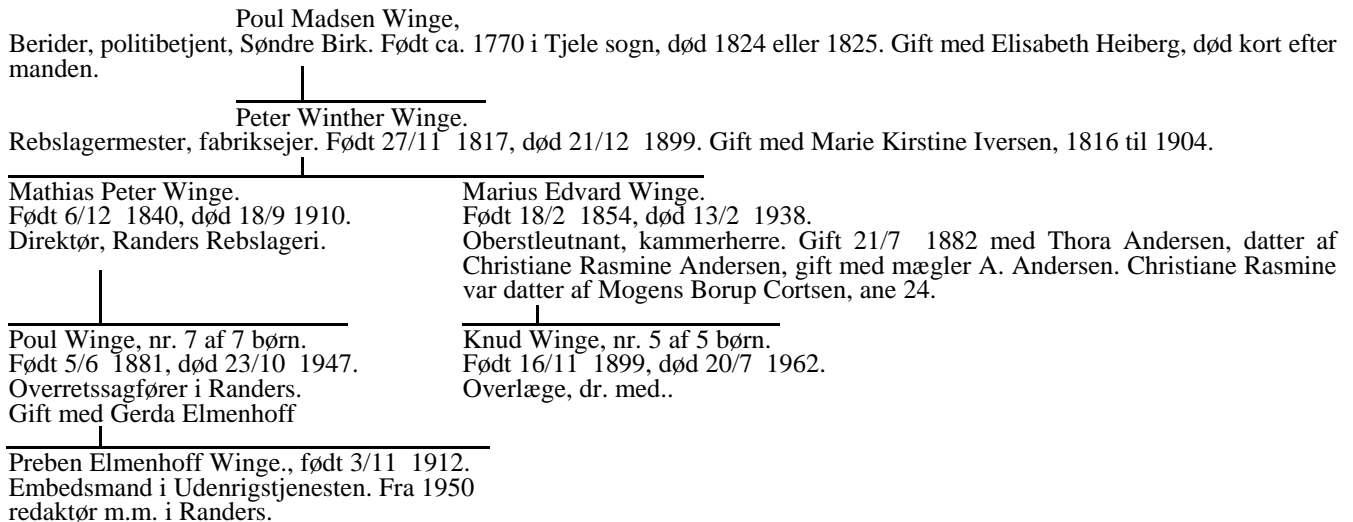 Poul Madsen Winge,
Berider, politibetjent, Søndre Birk. Født ca. 1770 i Tjele sogn, død 1824 eller 1825. Gift med Elisabeth Heiberg, død kort efter
manden.
Peter Winther Winge.
Rebslagermester, fabriksejer. Født 27/11 1817, død 21/12 1899. Gift med Marie Kirstine Iversen, 1816 til 1904.
Mathias Peter Winge.
Født 6/12 1840, død 18/9 1910.
Direktør, Randers Rebslageri.
Marius Edvard Winge.
Født 18/2 1854, død 13/2 1938.
Oberstleutnant, kammerherre. Gift 21/7 1882 med Thora Andersen, datter af
Christiane Rasmine Andersen, gift med mægler A. Andersen. Christiane Rasmine
var datter af Mogens Borup Cortsen, ane 24.
Poul Winge, nr. 7 af 7 børn.
Født 5/6 1881, død 23/10 1947.
Overretssagfører i Randers.
Gift med Gerda Elmenhoff
Knud Winge, nr. 5 af 5 børn.
Født 16/11 1899, død 20/7 1962.
Overlæge, dr. med..
Preben Elmenhoff Winge., født 3/11 1912.
Embedsmand i Udenrigstjenesten. Fra 1950
redaktør m.m. i Randers.